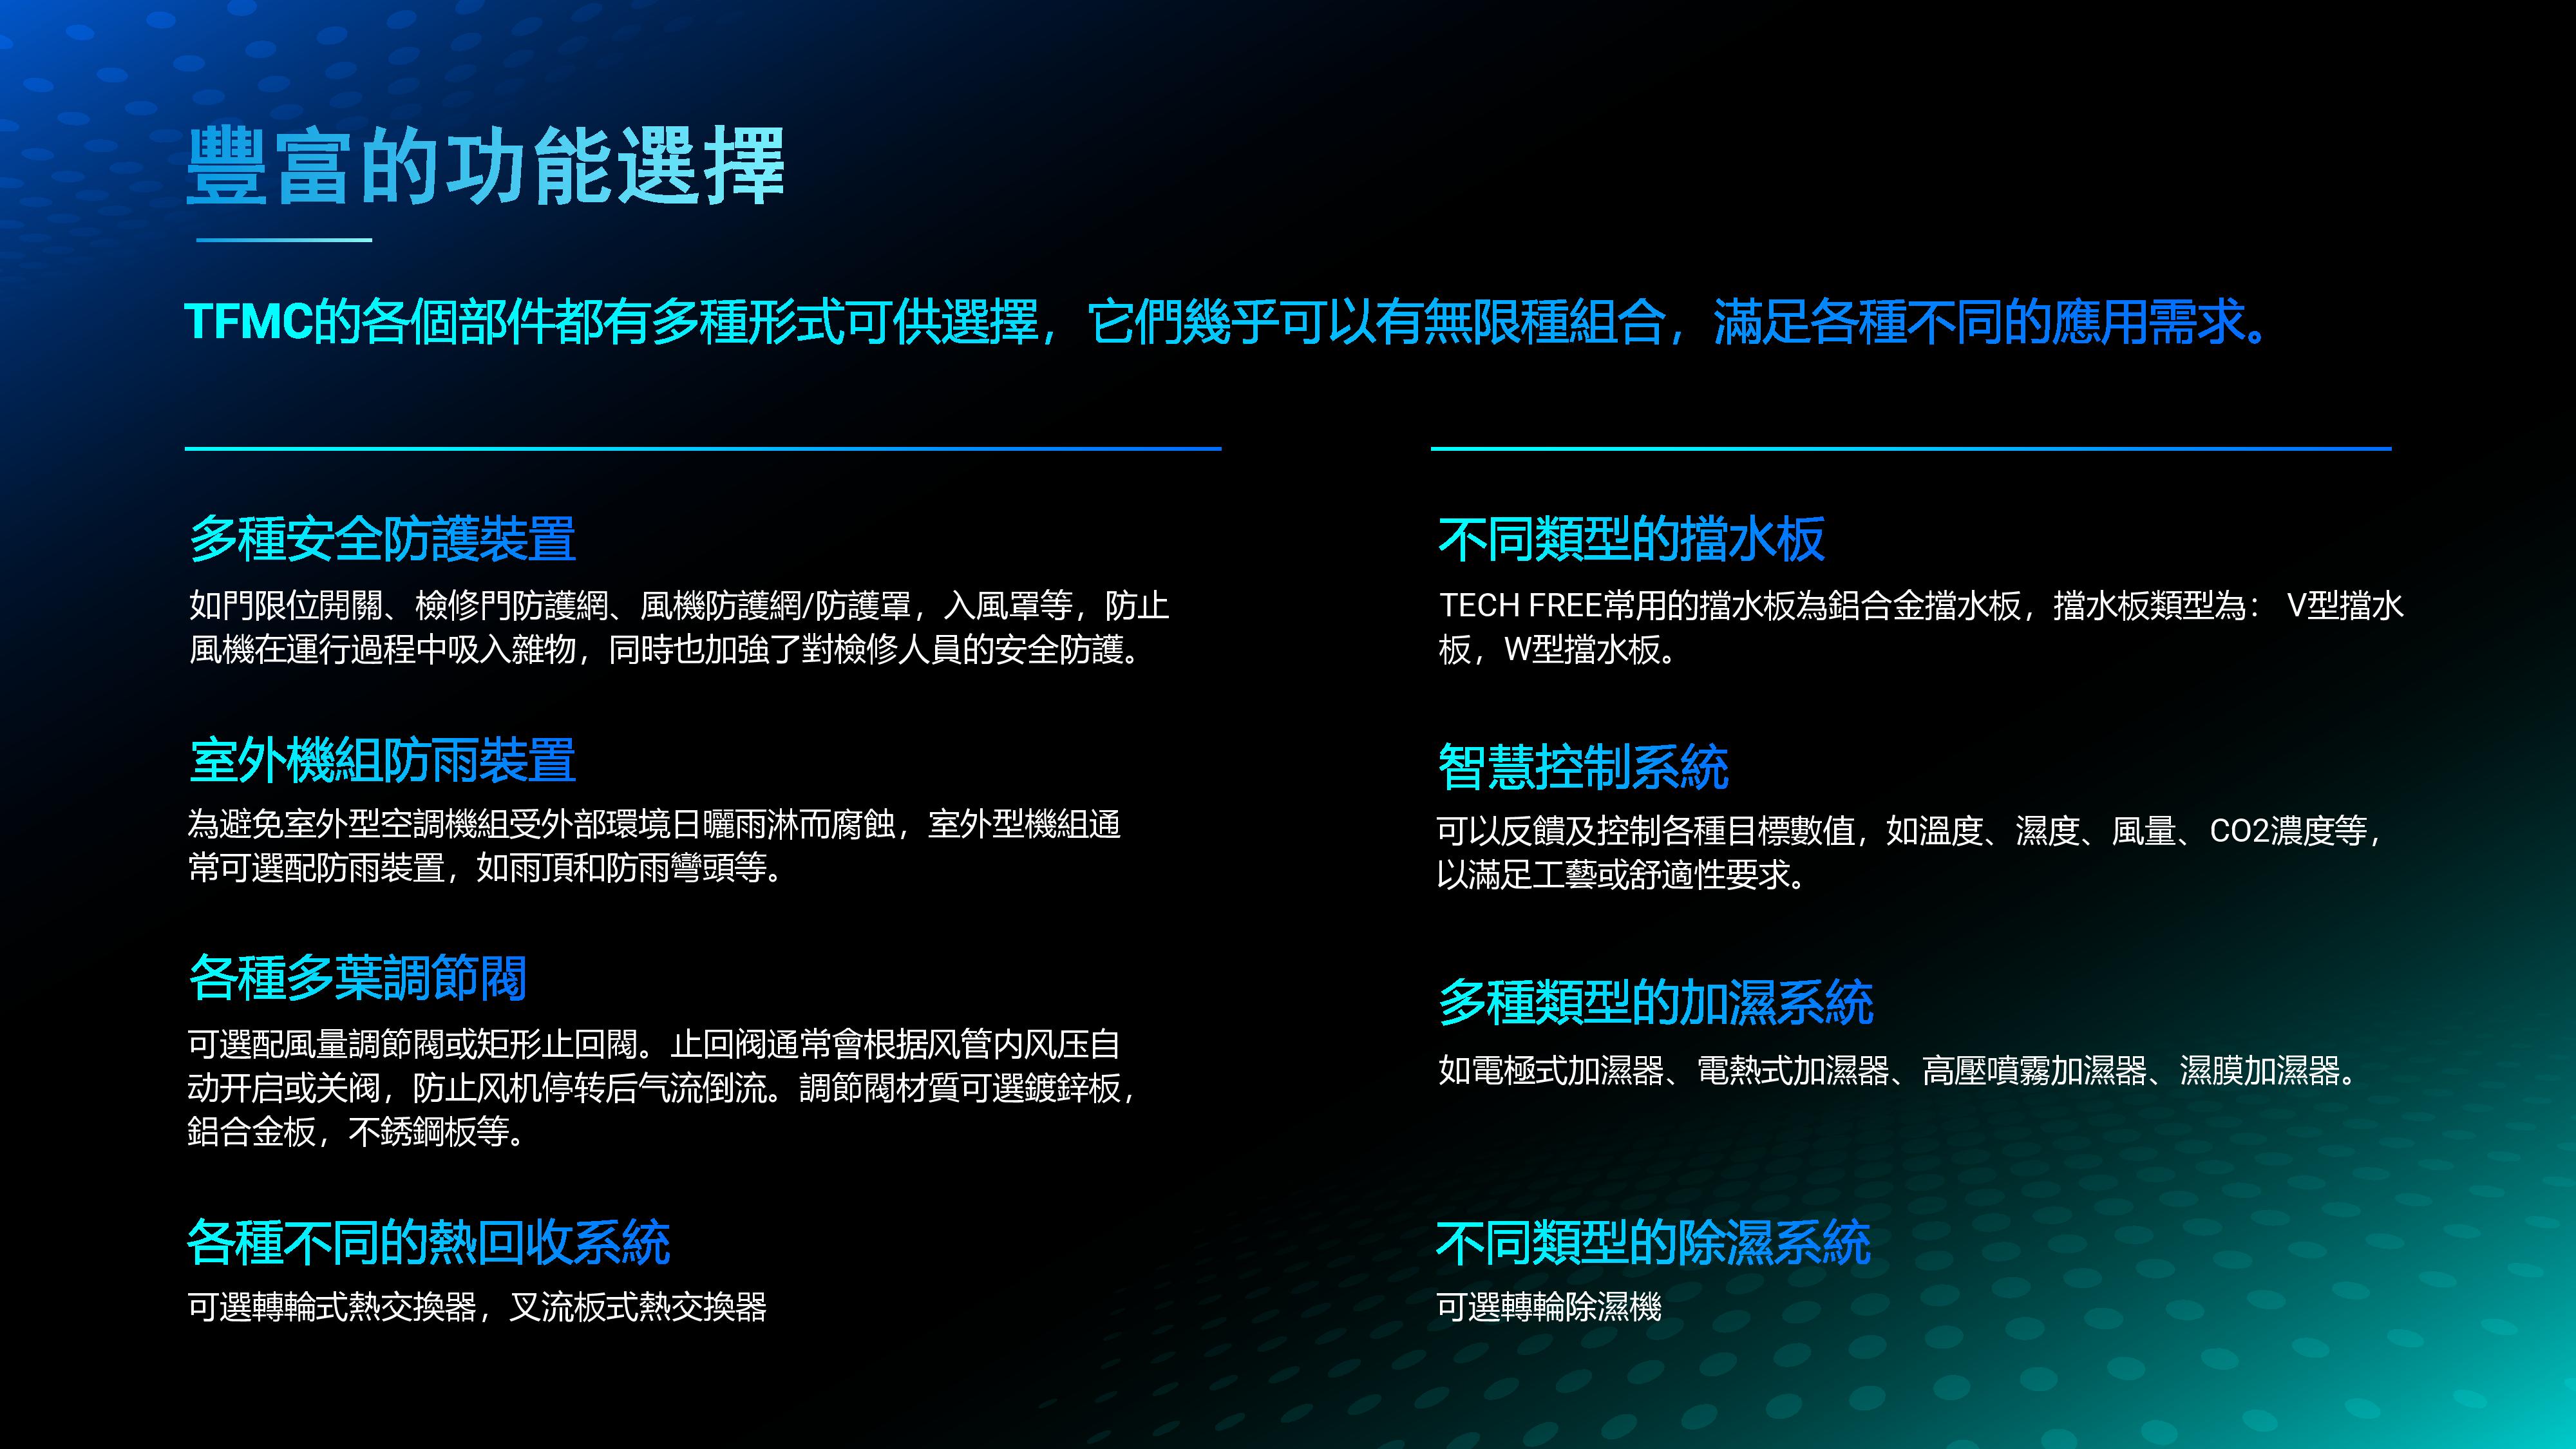 豐富的功能選擇
TFMC的各個部件都有多種形式可供選擇，它們幾乎可以有無限種組合，滿足各種不同的應用需求。
多種安全防護裝置
如門限位開關、檢修門防護網、風機防護網/防護罩，入風罩等，防止
風機在運行過程中吸入雜物，同時也加強了對檢修人員的安全防護。
室外機組防雨裝置
為避免室外型空調機組受外部環境日曬雨淋而腐蝕，室外型機組通
常可選配防雨裝置，如雨頂和防雨彎頭等。
各種多葉調節閥
可選配風量調節閥或矩形止回閥。止回阀通常會根据风管内风压自
动开启或关阀，防止风机停转后气流倒流。調節閥材質可選鍍鋅板，
鋁合金板，不銹鋼板等。
各種不同的熱回收系統
可選轉輪式熱交換器，叉流板式熱交換器
不同類型的擋水板
TECH FREE常用的擋水板為鋁合金擋水板，擋水板類型為： V型擋水
板，W型擋水板。
智慧控制系統
可以反饋及控制各種目標數值，如溫度、濕度、風量、CO2濃度等，
以滿足工藝或舒適性要求。
多種類型的加濕系統
如電極式加濕器、電熱式加濕器、高壓噴霧加濕器、濕膜加濕器。
不同類型的除濕系統
可選轉輪除濕機